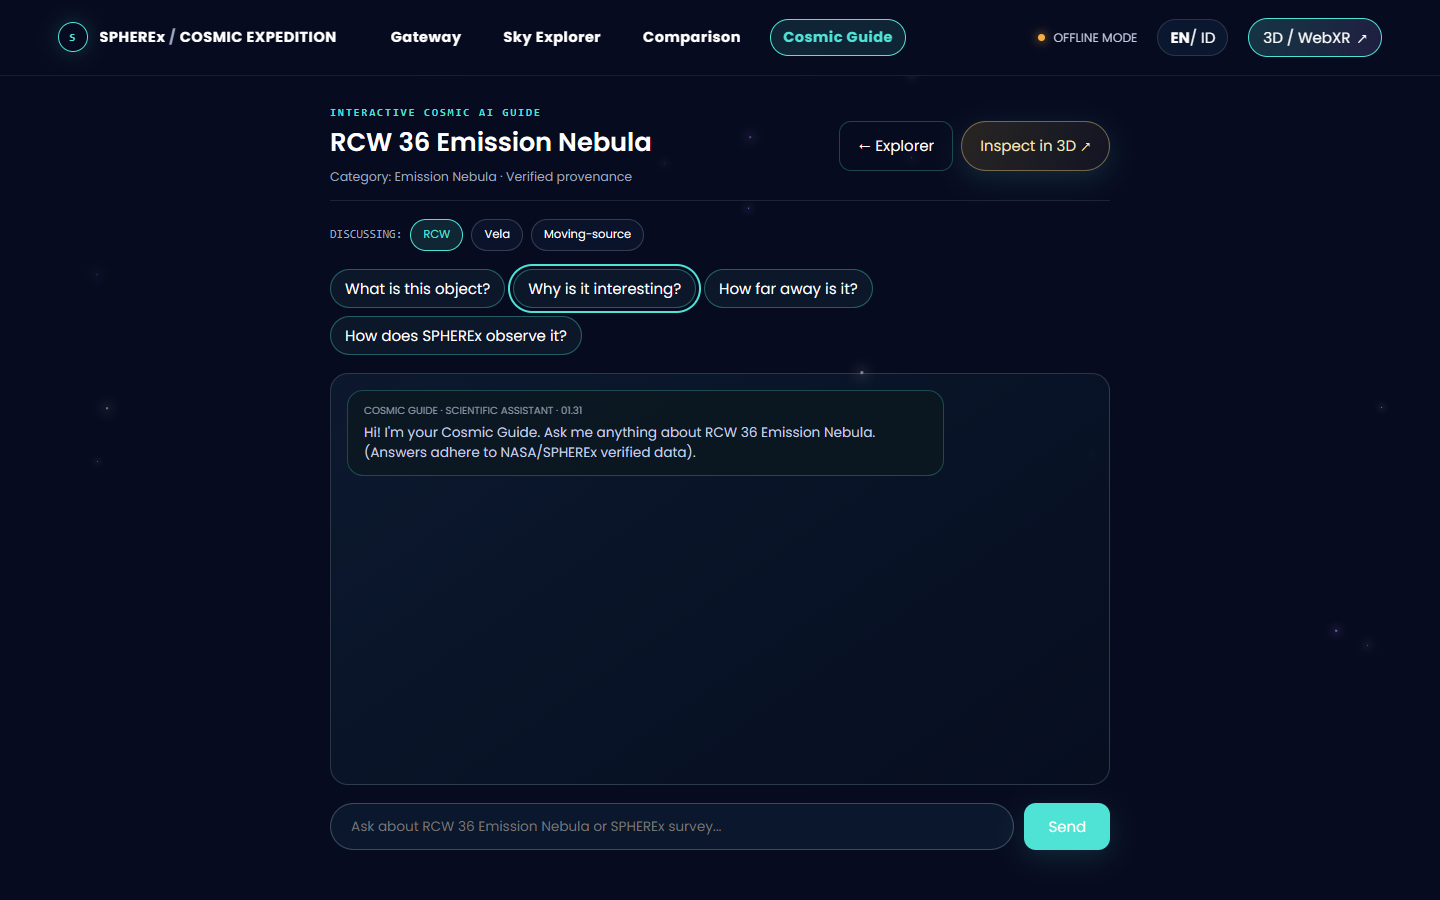 S SPHEREx / COSMIC EXPEDITION Gateway Sky Explorer Comparison Cosmic Guide OFFLINE MODE EN/ ID 3D / WebXR ↗
INTERACTIVE COSMIC AI GUIDE
RCW 36 Emission Nebula
Category: Emission Nebula · Verified provenance
← Explorer Inspect in 3D ↗
DISCUSSING: RCW Vela Moving-source
What is this object? Why is it interesting? How far away is it?
How does SPHEREx observe it?
COSMIC GUIDE · SCIENTIFIC ASSISTANT · 01.31
Hi! I'm your Cosmic Guide. Ask me anything about RCW 36 Emission Nebula.
(Answers adhere to NASA/SPHEREx verified data).
Ask about RCW 36 Emission Nebula or SPHEREx survey... Send